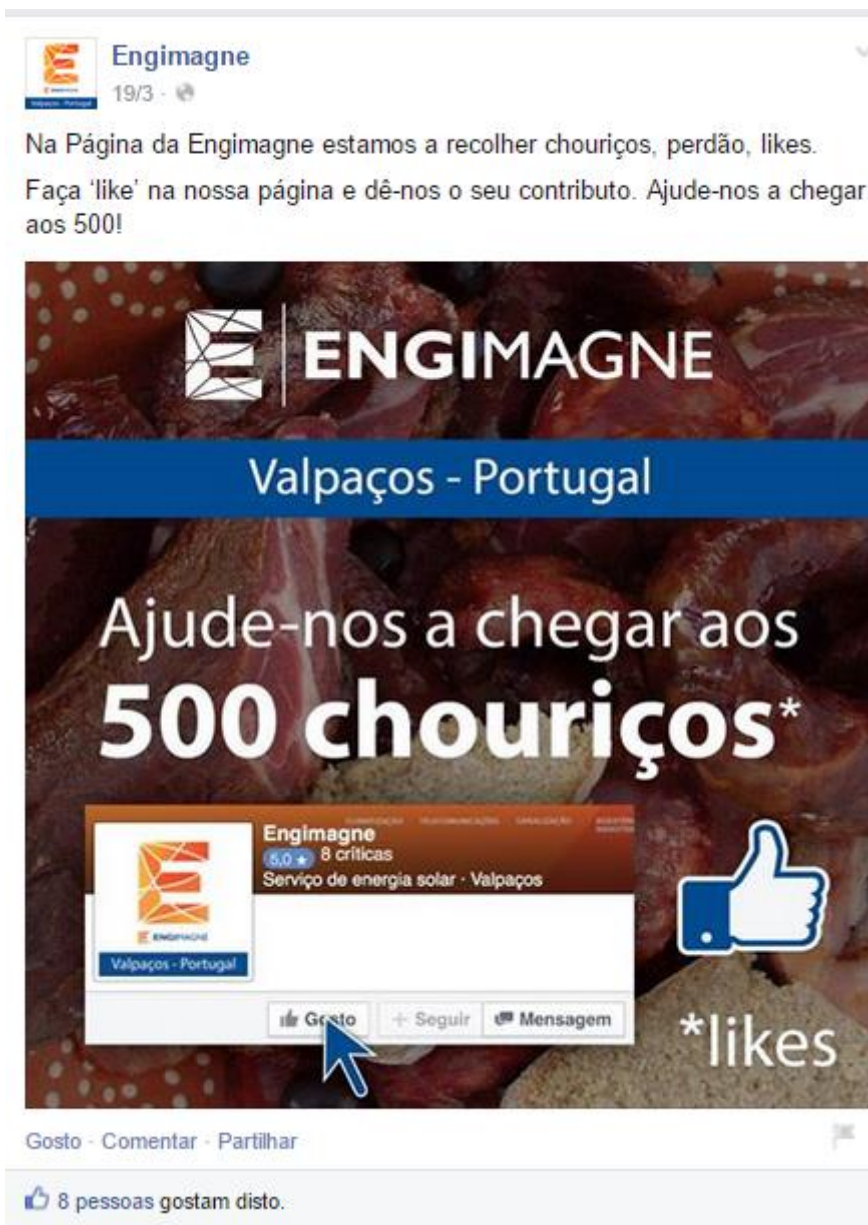 Engimagne
19/3
Na Página da Engimagne estamos a recolher chouriços, perdão, likes.
Faça ‘like’ na nossa página e dê-nos o seu contributo. Ajude-nos a chegar
aos 500!
ENGIMAGNE
Valpaços - Portugal
Ajude-nos a chegar aos
500 chouriços*
Engimagne
5,0 ★ 8 críticas
Serviço de energia solar · Valpaços
ENGIMAGNE
Valpaços - Portugal
Gosto
+ Seguir
Mensagem
*likes
Gosto · Comentar · Partilhar
8 pessoas gostam disto.